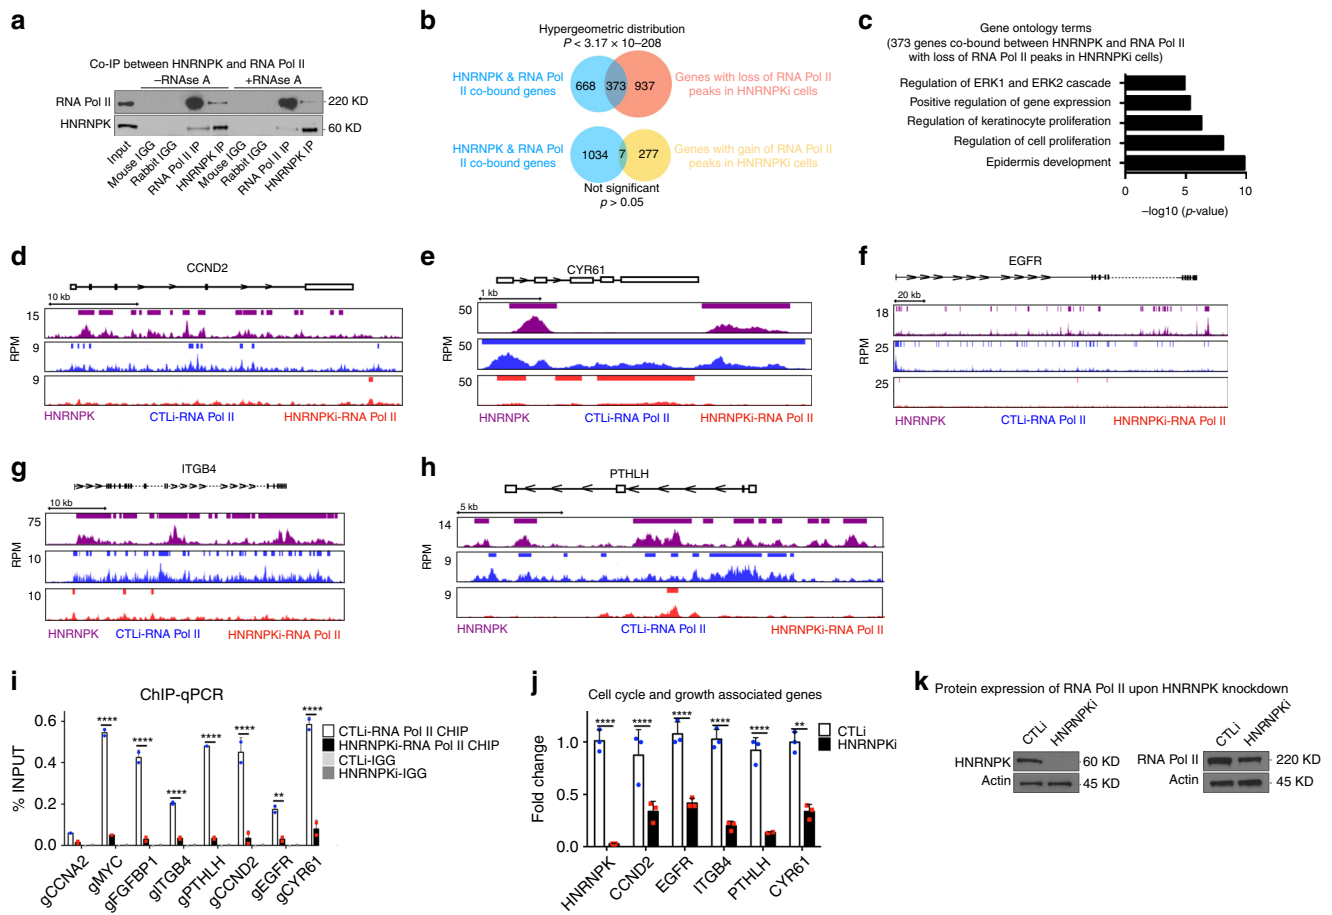 a
Co-IP between HNRNPK and RNA Pol II
–RNAse A
+RNAse A
RNA Pol II
220 KD
HNRNPK
60 KD
Input
Mouse IGG
Rabbit IGG
RNA Pol II IP
HNRNPK IP
Mouse IGG
Rabbit IGG
RNA Pol II IP
HNRNPK IP
b
Hypergeometric distribution
P < 3.17 × 10–208
HNRNPK & RNA Pol
II co-bound genes
668
373
937
Genes with loss of RNA Pol II
peaks in HNRNPKi cells
HNRNPK & RNA Pol
II co-bound genes
1034
7
277
Genes with gain of RNA Pol II
peaks in HNRNPKi cells
Not significant
p > 0.05
c
Gene ontology terms
(373 genes co-bound between HNRNPK and RNA Pol II
with loss of RNA Pol II peaks in HNRNPKi cells)
Regulation of ERK1 and ERK2 cascade
Positive regulation of gene expression
Regulation of keratinocyte proliferation
Regulation of cell proliferation
Epidermis development
0
5
10
–log10 (p-value)
d
CCND2
10 kb
15
9
9
RPM
HNRNPK
CTLi-RNA Pol II
HNRNPKi-RNA Pol II
e
CYR61
1 kb
50
50
50
RPM
HNRNPK
CTLi-RNA Pol II
HNRNPKi-RNA Pol II
f
EGFR
20 kb
18
25
25
RPM
HNRNPK
CTLi-RNA Pol II
HNRNPKi-RNA Pol II
g
ITGB4
10 kb
75
10
10
RPM
HNRNPK
CTLi-RNA Pol II
HNRNPKi-RNA Pol II
h
PTHLH
5 kb
14
9
9
RPM
HNRNPK
CTLi-RNA Pol II
HNRNPKi-RNA Pol II
i
ChIP-qPCR
% INPUT
0.6
0.4
0.2
0.0
****
****
****
****
****
**
****
CTLi-RNA Pol II CHIP
HNRNPKi-RNA Pol II CHIP
CTLi-IGG
HNRNPKi-IGG
gCCNA2
gMYC
gFGFBP1
gITGB4
gPTHLH
gCCND2
gEGFR
gCYR61
j
Cell cycle and growth associated genes
Fold change
1.0
0.5
0.0
****
****
****
****
****
**
CTLi
HNRNPKi
HNRNPK
CCND2
EGFR
ITGB4
PTHLH
CYR61
k
Protein expression of RNA Pol II upon HNRNPK knockdown
CTLi
HNRNPKi
HNRNPK
60 KD
Actin
45 KD
CTLi
HNRNPKi
RNA Pol II
220 KD
Actin
45 KD